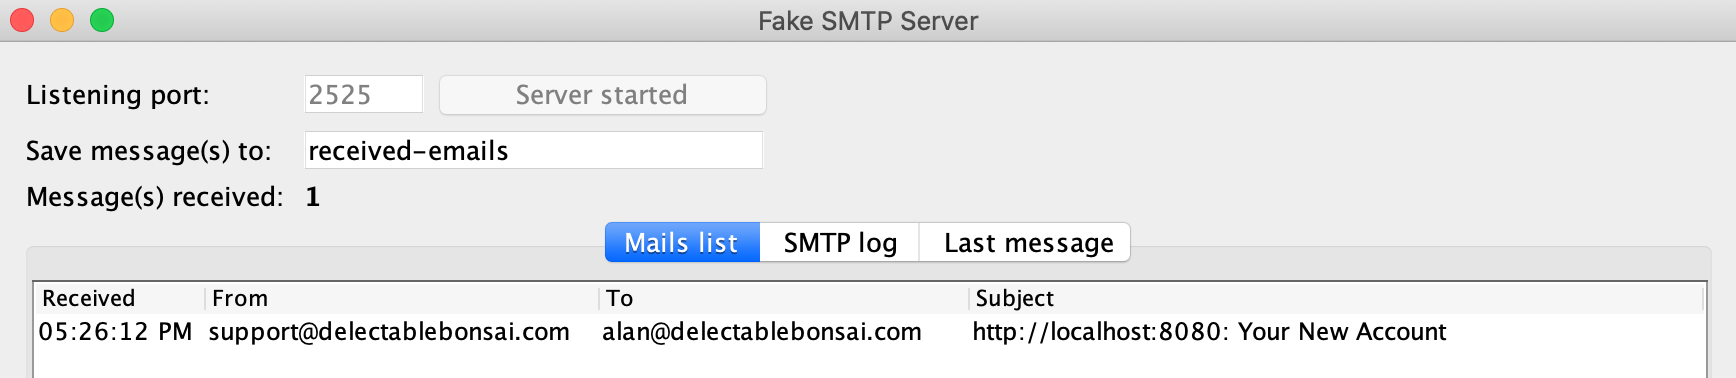 Fake SMTP Server
Listening port: 2525 Server started
Save message(s) to: received-emails
Message(s) received: 1
Mails list SMTP log Last message
Received From To Subject
05:26:12 PM support@delectablebonsai.com alan@delectablebonsai.com http://localhost:8080: Your New Account